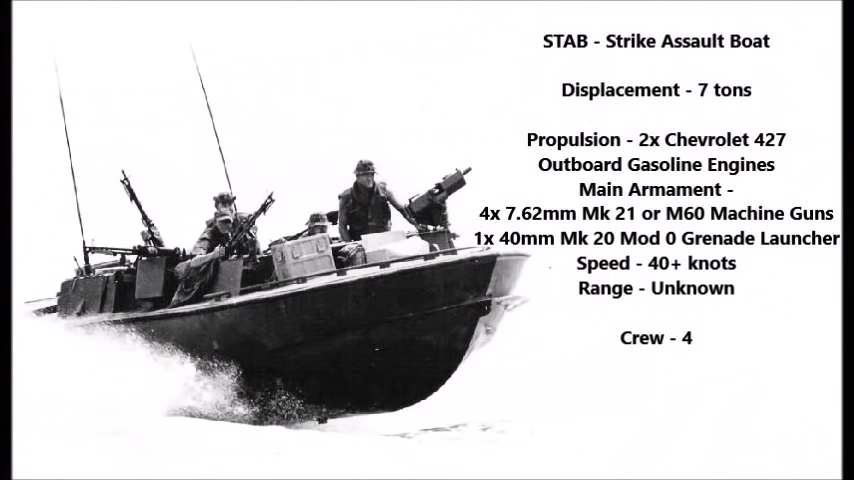 STAB - Strike Assault Boat
Displacement - 7 tons
Propulsion - 2x Chevrolet 427
Outboard Gasoline Engines
Main Armament -
4x 7.62mm Mk 21 or M60 Machine Guns
1x 40mm Mk 20 Mod 0 Grenade Launcher
Speed - 40+ knots
Range - Unknown
Crew - 4